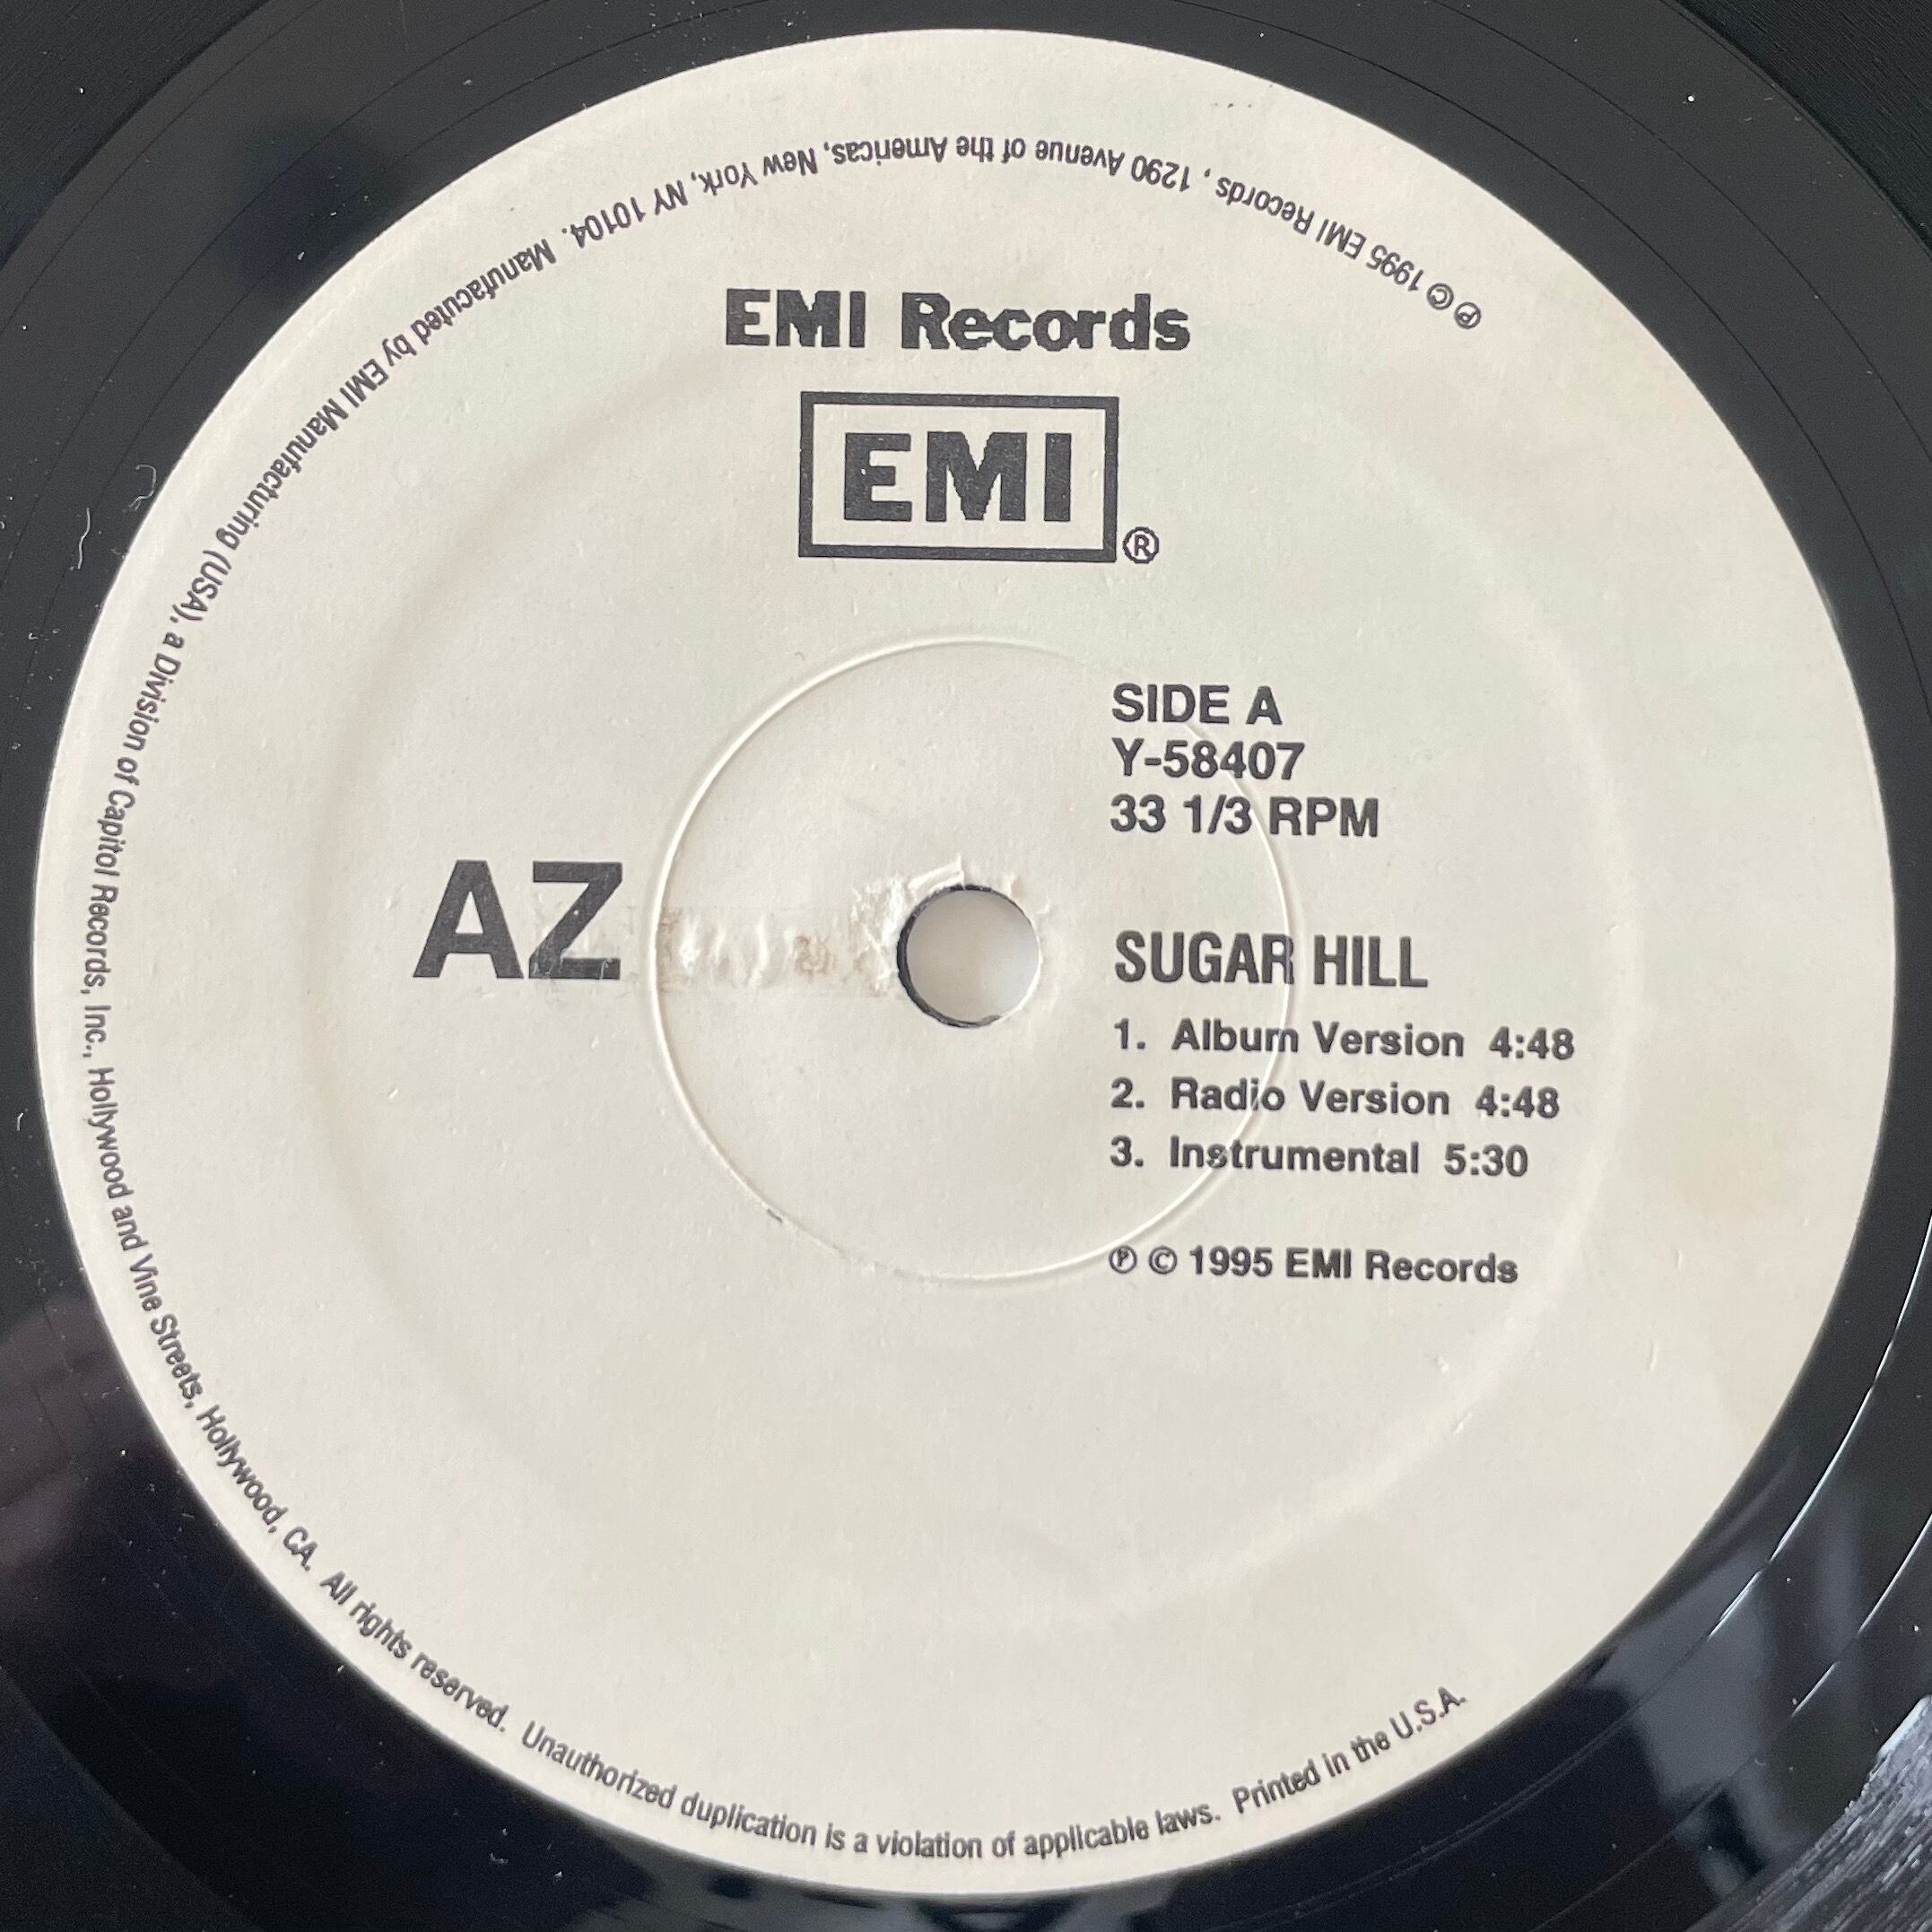 ℗ © 1995 EMI Records, 1290 Avenue of the Americas, New York, NY 10104. Manufacuted by EMI Manufacturing (USA), a Division of Capitol Records, Inc., Hollywood and Vine Streets, Hollywood, CA. All rights reserved. Unauthorized duplication is a violation of applicable laws. Printed in the U.S.A.
EMI Records
EMI®
SIDE A
Y-58407
33 1/3 RPM
AZ
SUGAR HILL
1. Album Version 4:48
2. Radio Version 4:48
3. Instrumental 5:30
℗ © 1995 EMI Records